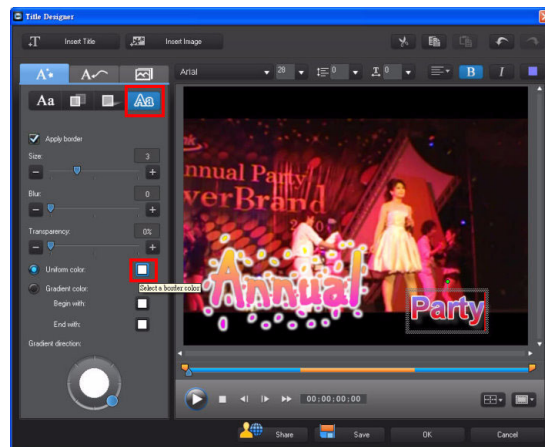 Title Designer
Insert Title
Insert Image
Arial
28
0
0
B
I
Aa
Apply border
Size:
3
Blur:
0
Transparency:
0%
Uniform color:
Select a border color
Gradient color:
Begin with:
End with:
Gradient direction:
nnual Party
verBrand
Annual
Party
00;00;00;00
Share
Save
OK
Cancel